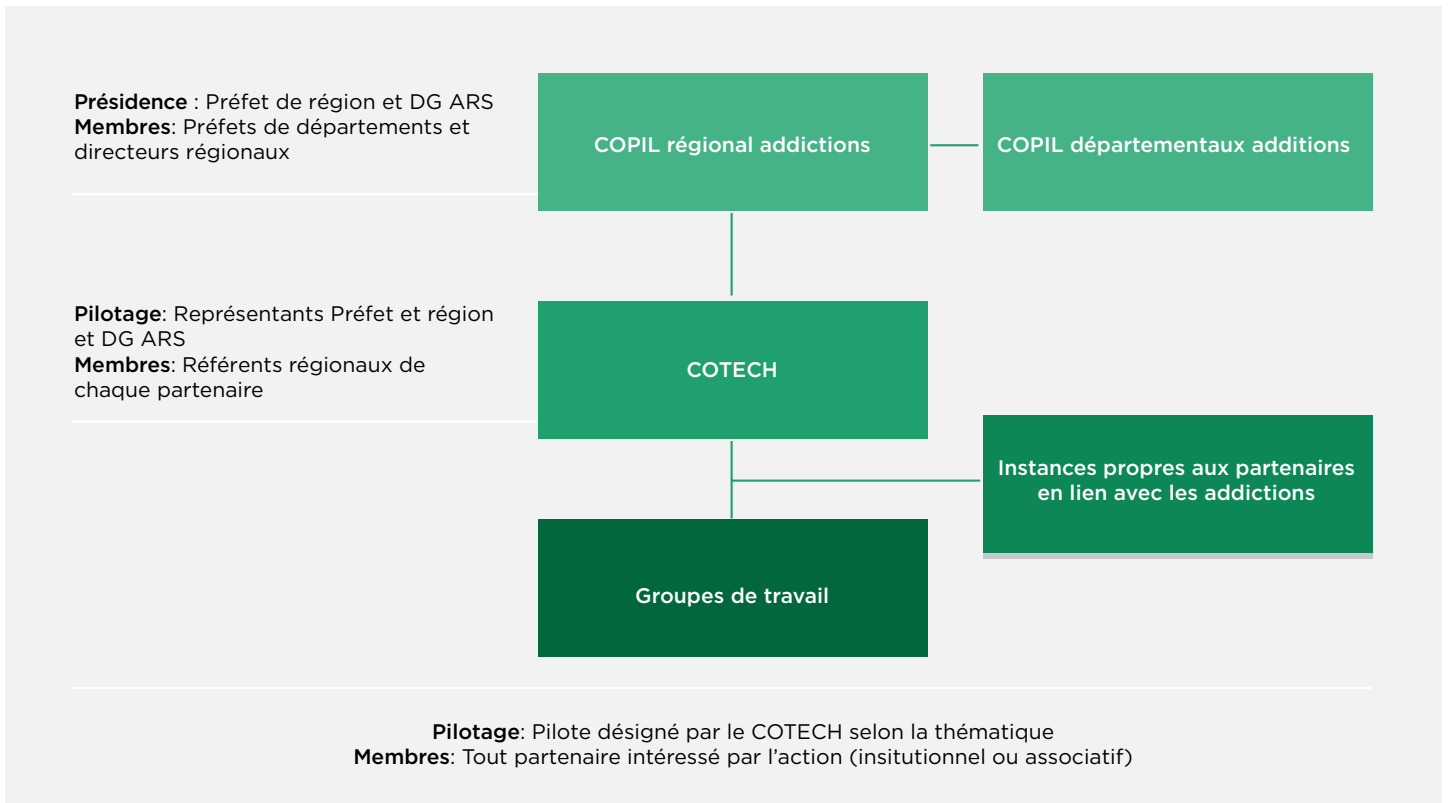 Présidence : Préfet de région et DG ARS
Membres: Préfets de départements et
directeurs régionaux
COPIL régional addictions
COPIL départementaux additions
Pilotage: Représentants Préfet et région
et DG ARS
Membres: Référents régionaux de
chaque partenaire
COTECH
Instances propres aux partenaires
en lien avec les addictions
Groupes de travail
Pilotage: Pilote désigné par le COTECH selon la thématique
Membres: Tout partenaire intéressé par l’action (insitutionnel ou associatif)